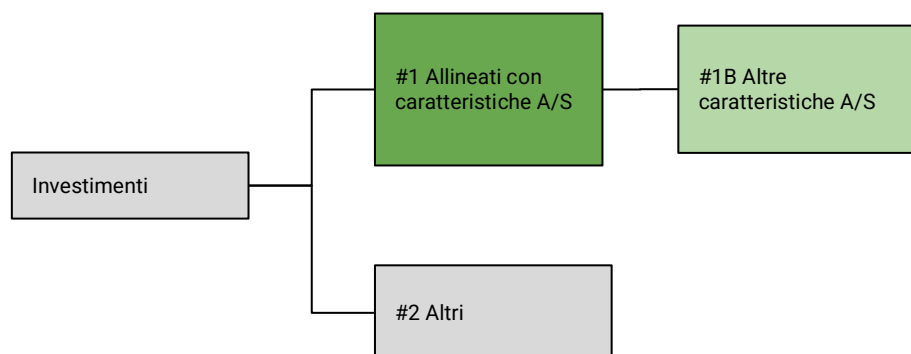 #1 Allineati con
caratteristiche A/S
#1B Altre
caratteristiche A/S
Investimenti
#2 Altri